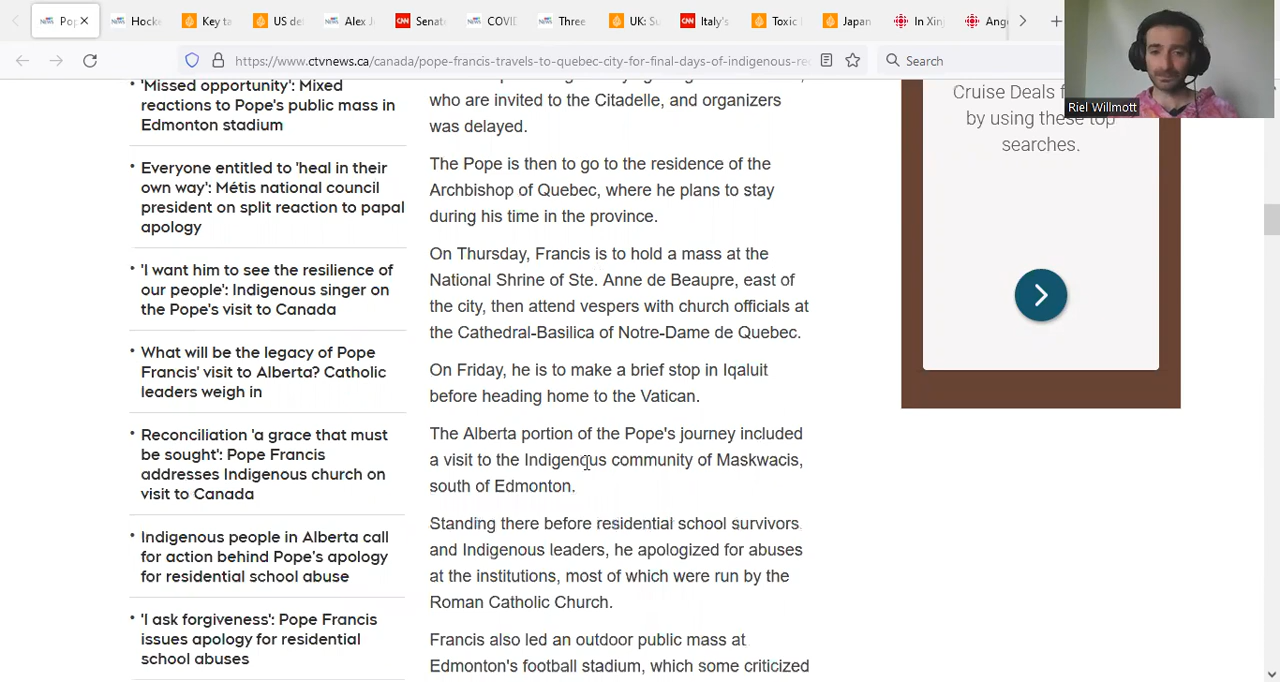 Pop
Hocke
Key ta
US de
Alex J
Senat
COVI
Three
UK: Su
Italy's
Toxic
Japan
In Xin
Ang
https://www.ctvnews.ca/canada/pope-francis-travels-to-quebec-city-for-final-days-of-indigenous-re
Search
Riel Willmott
'Missed opportunity': Mixed
reactions to Pope's public mass in
Edmonton stadium
Everyone entitled to 'heal in their
own way': Métis national council
president on split reaction to papal
apology
'I want him to see the resilience of
our people': Indigenous singer on
the Pope's visit to Canada
What will be the legacy of Pope
Francis' visit to Alberta? Catholic
leaders weigh in
Reconciliation 'a grace that must
be sought': Pope Francis
addresses Indigenous church on
visit to Canada
Indigenous people in Alberta call
for action behind Pope's apology
for residential school abuse
'I ask forgiveness': Pope Francis
issues apology for residential
school abuses
who are invited to the Citadelle, and organizers
was delayed.
The Pope is then to go to the residence of the
Archbishop of Quebec, where he plans to stay
during his time in the province.
On Thursday, Francis is to hold a mass at the
National Shrine of Ste. Anne de Beaupre, east of
the city, then attend vespers with church officials at
the Cathedral-Basilica of Notre-Dame de Quebec.
On Friday, he is to make a brief stop in Iqaluit
before heading home to the Vatican.
The Alberta portion of the Pope's journey included
a visit to the Indigenous community of Maskwacis,
south of Edmonton.
Standing there before residential school survivors
and Indigenous leaders, he apologized for abuses
at the institutions, most of which were run by the
Roman Catholic Church.
Francis also led an outdoor public mass at
Edmonton's football stadium, which some criticized
Cruise Deals f
by using these top
searches.